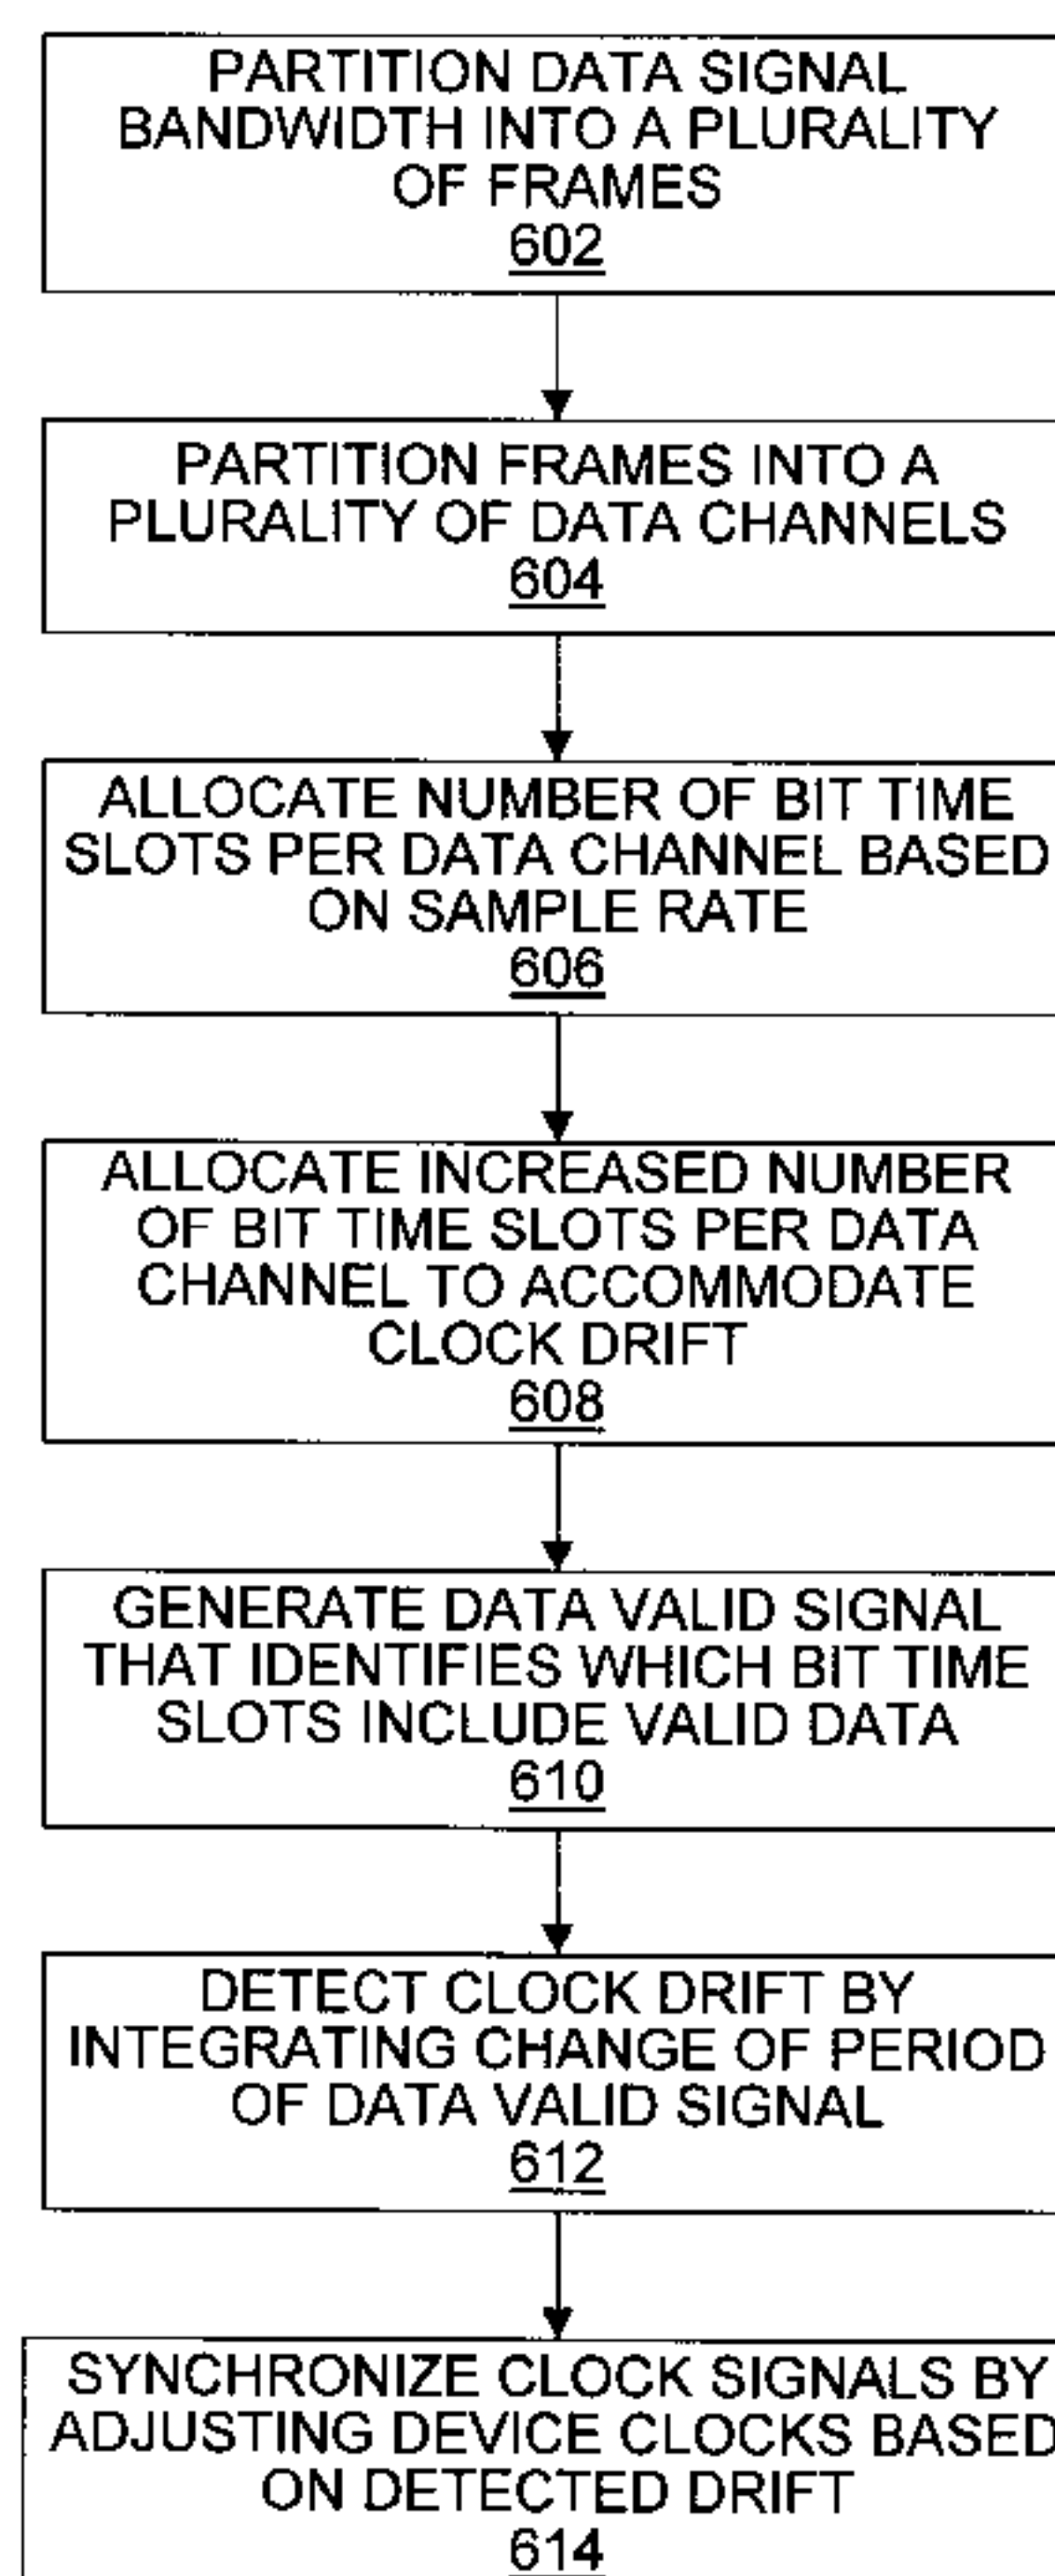 PARTITION DATA SIGNAL
BANDWIDTH INTO A PLURALITY
OF FRAMES
602
PARTITION FRAMES INTO A
PLURALITY OF DATA CHANNELS
604
ALLOCATE NUMBER OF BIT TIME
SLOTS PER DATA CHANNEL BASED
ON SAMPLE RATE
606
ALLOCATE INCREASED NUMBER
OF BIT TIME SLOTS PER DATA
CHANNEL TO ACCOMMODATE
CLOCK DRIFT
608
GENERATE DATA VALID SIGNAL
THAT IDENTIFIES WHICH BIT TIME
SLOTS INCLUDE VALID DATA
610
DETECT CLOCK DRIFT BY
INTEGRATING CHANGE OF PERIOD
OF DATA VALID SIGNAL
612
SYNCHRONIZE CLOCK SIGNALS BY
ADJUSTING DEVICE CLOCKS BASED
ON DETECTED DRIFT
614